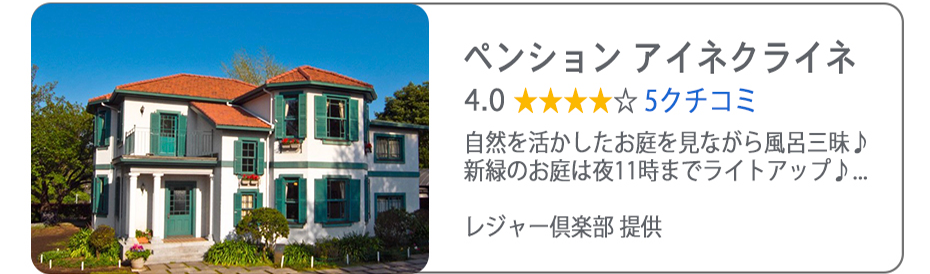 ペンション アイネクライネ
4.0 ★★★★☆ 5クチコミ
自然を活かしたお庭を見ながら風呂三昧♪
新緑のお庭は夜11時までライトアップ♪...
レジャー倶楽部 提供